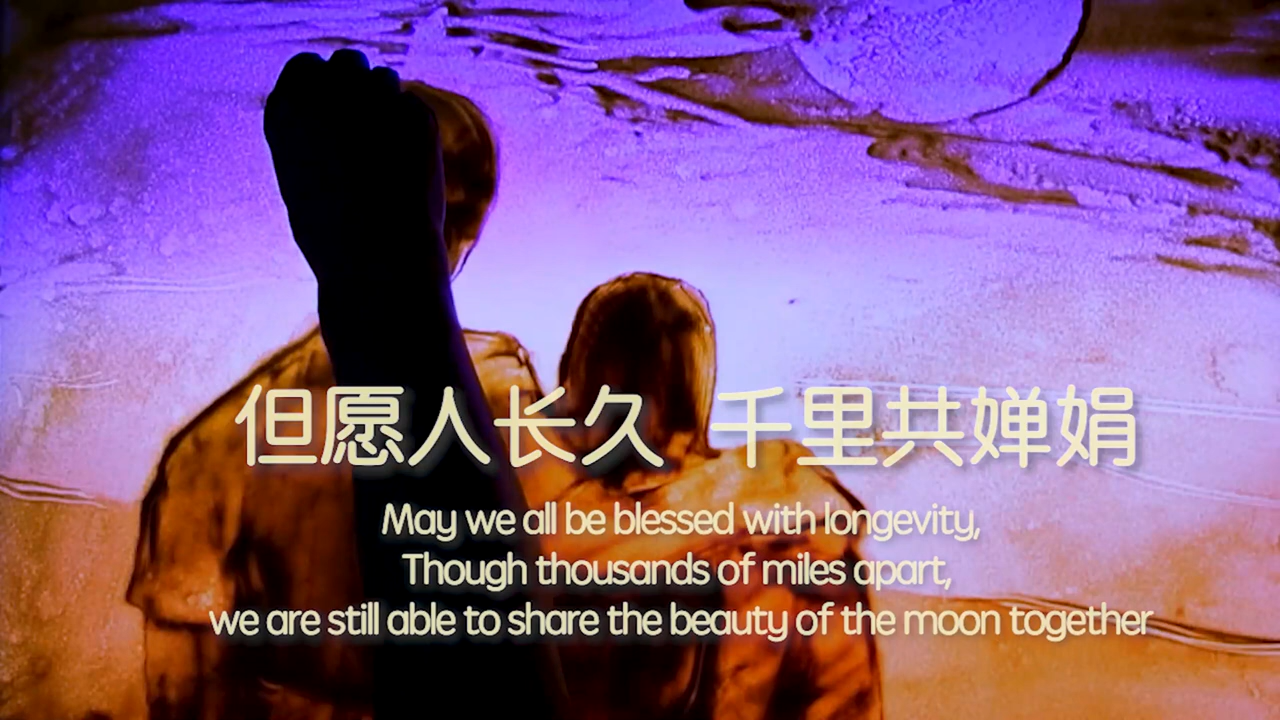 但愿人长久 千里共婵娟
May we all be blessed with longevity,
Though thousands of miles apart,
we are still able to share the beauty of the moon together